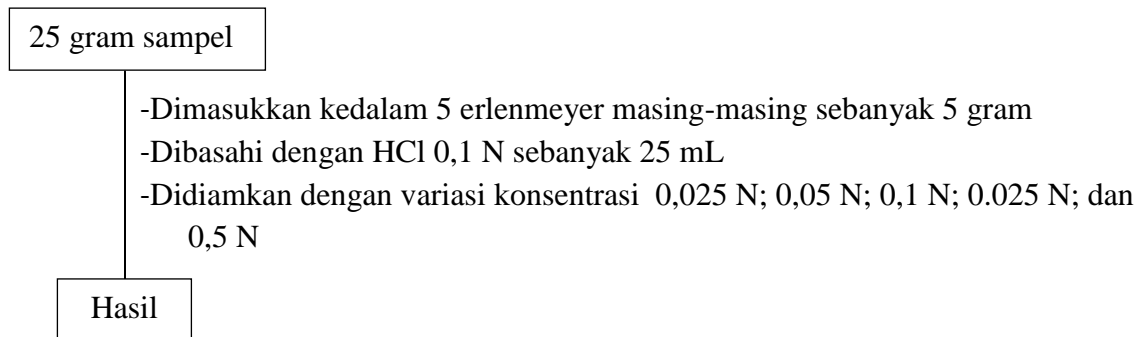 25 gram sampel
-Dimasukkan kedalam 5 erlenmeyer masing-masing sebanyak 5 gram
-Dibasahi dengan HCl 0,1 N sebanyak 25 mL
-Didiamkan dengan variasi konsentrasi 0,025 N; 0,05 N; 0,1 N; 0.025 N; dan
0,5 N
Hasil